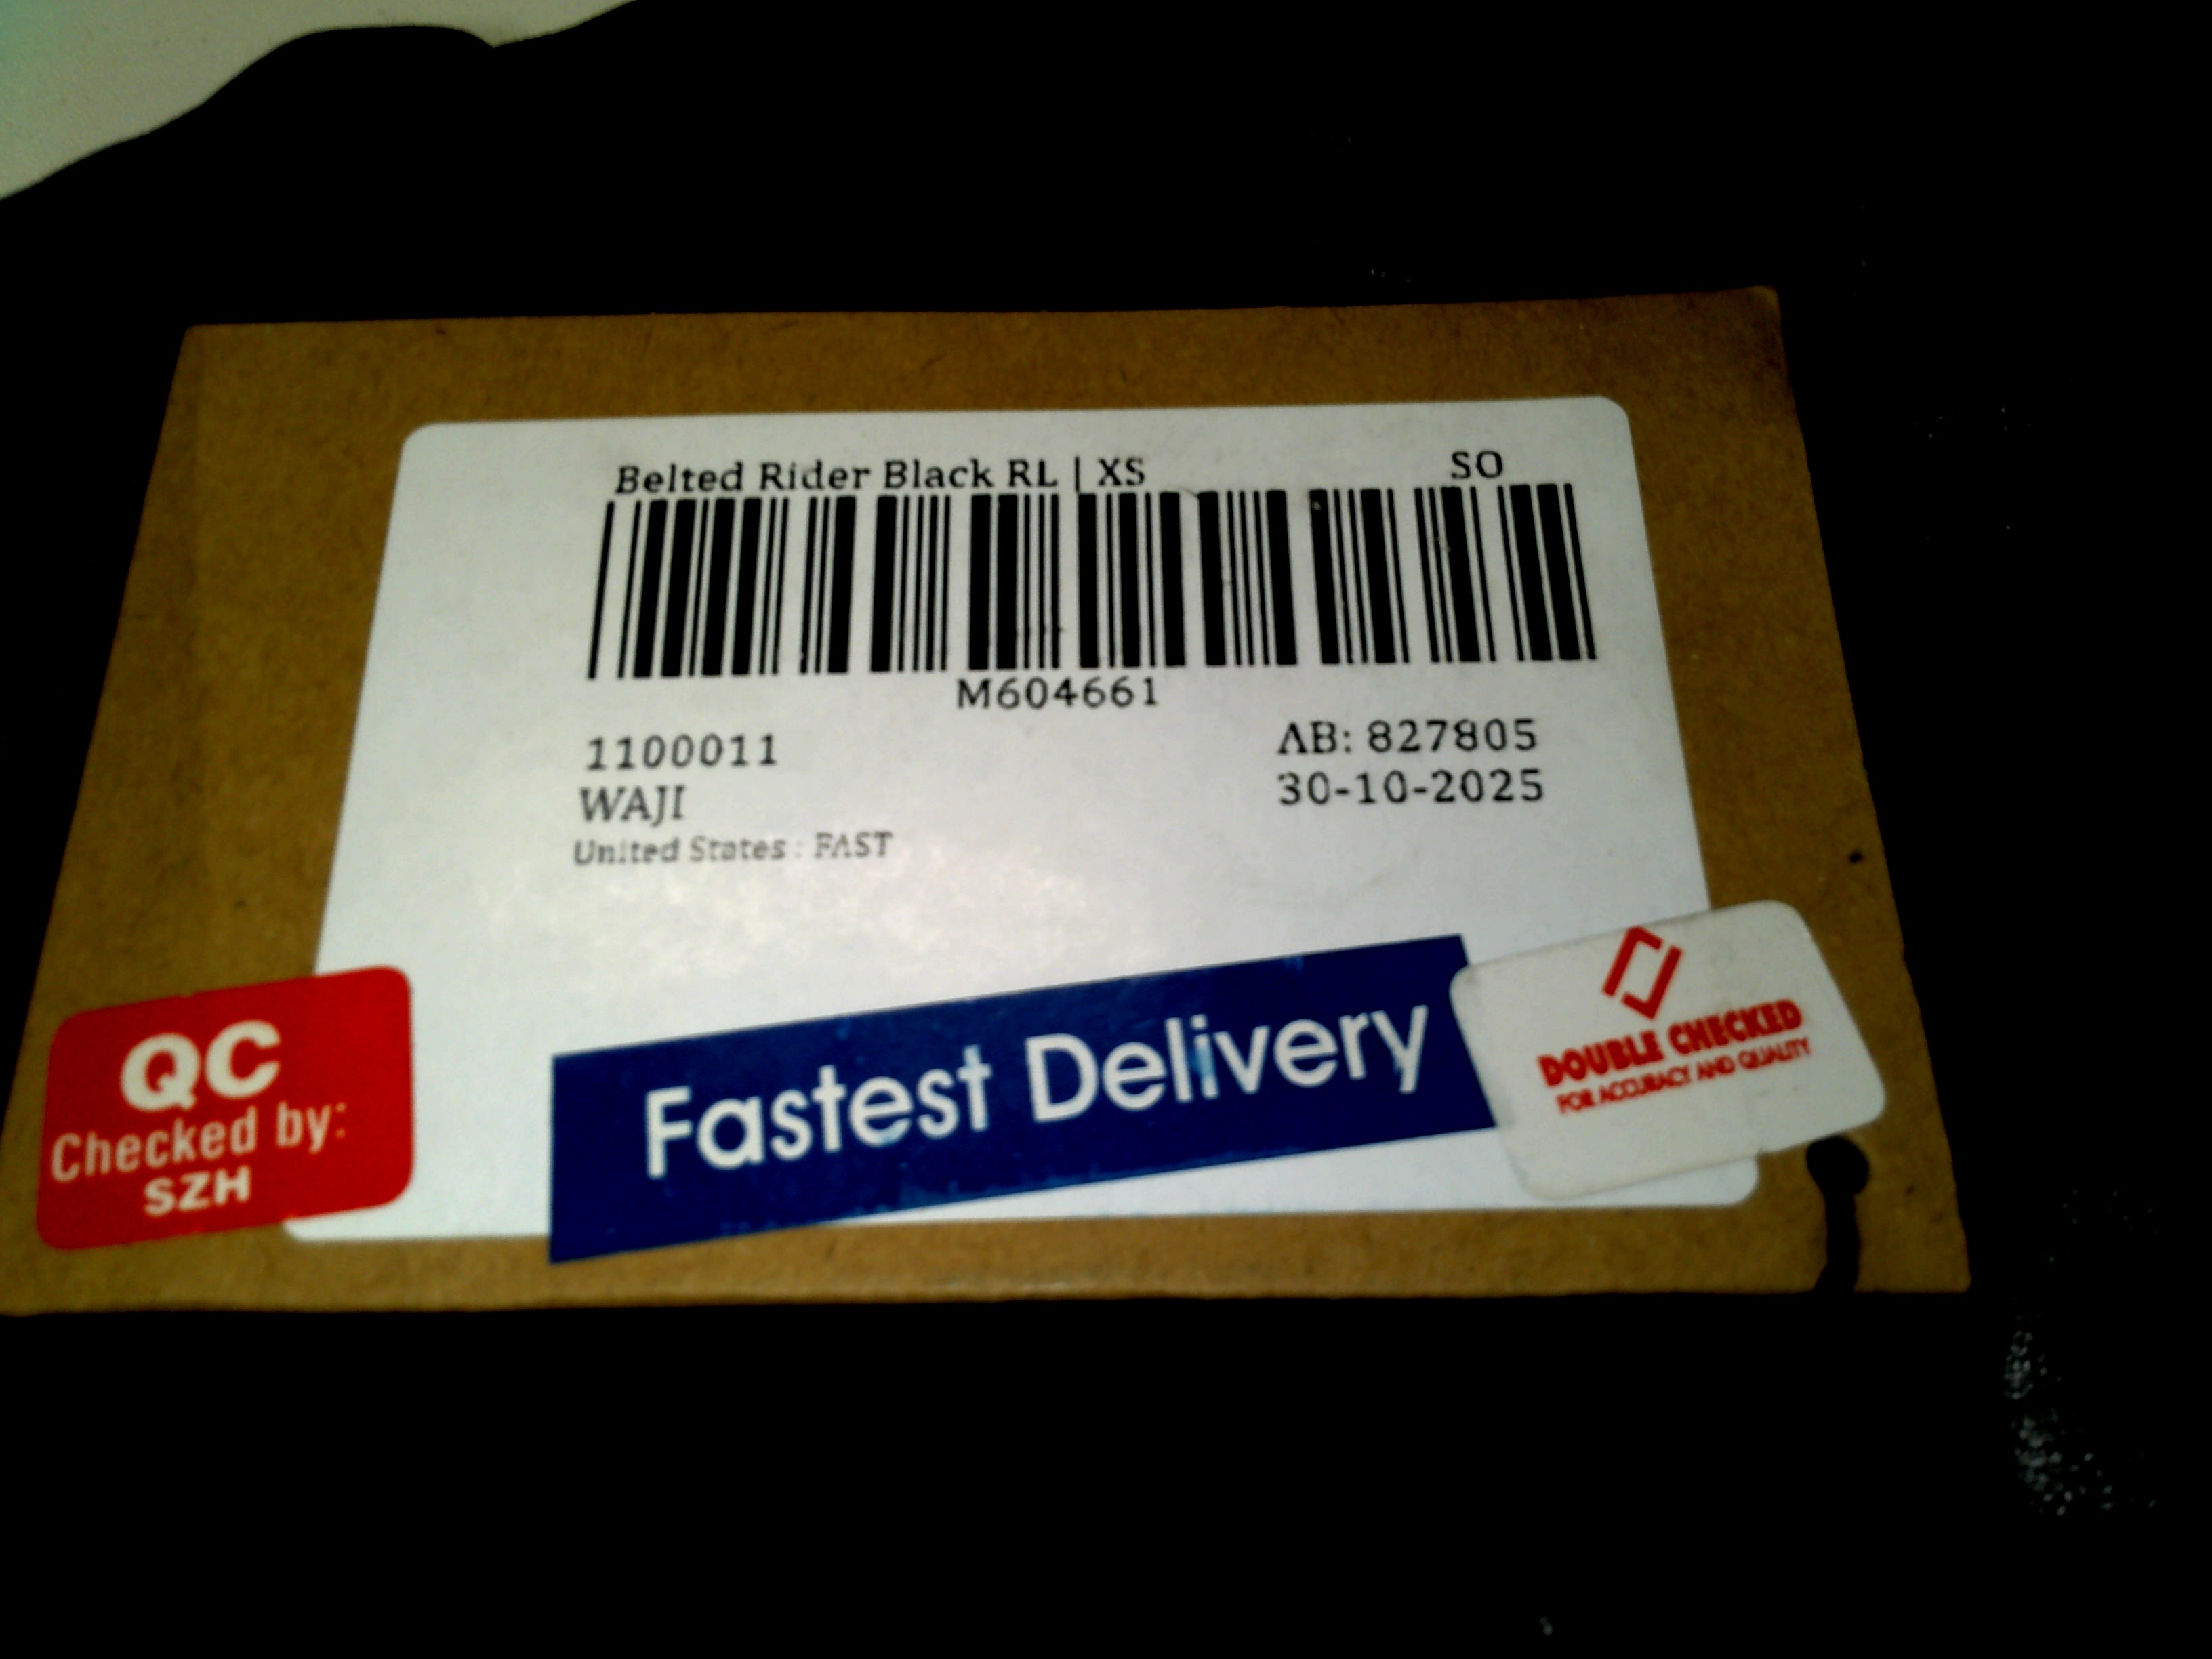 Belted Rider Black RL | XS
SO
M604661
1100011
AB: 827805
WAJI
30-10-2025
United States : FAST
QC
Checked by:
SZH
Fastest Delivery
DOUBLE CHECKED
FOR ACCURACY AND QUALITY